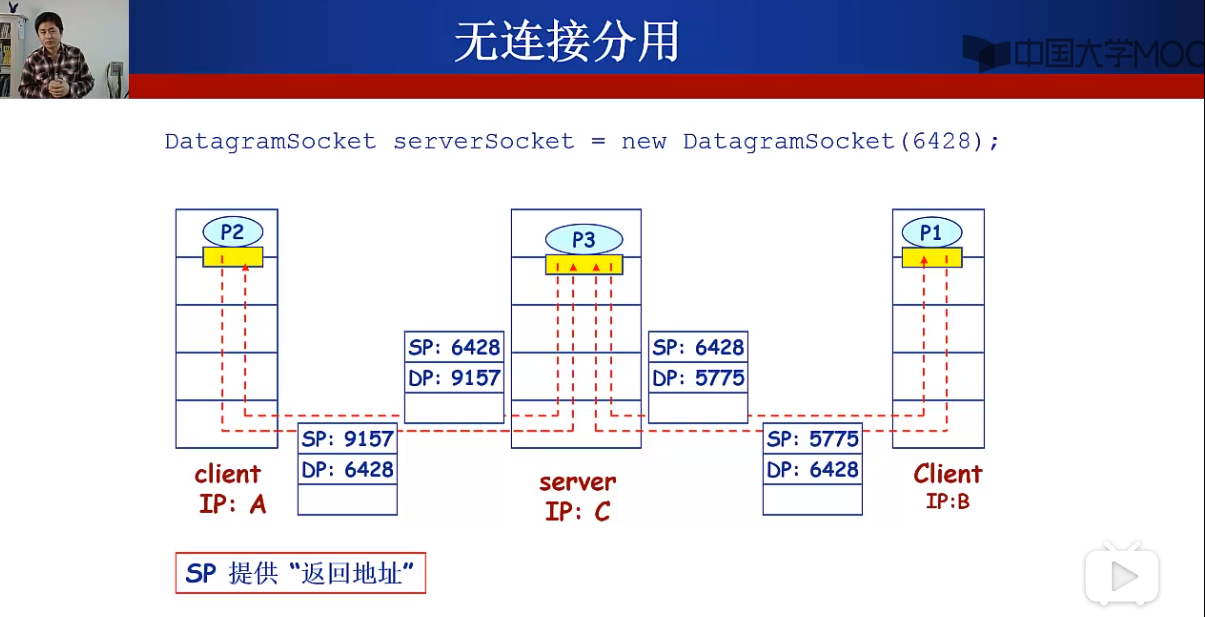 无连接分用
中国大学MOO
DatagramSocket serverSocket = new DatagramSocket(6428);
P2
P3
P1
SP: 6428
DP: 9157
SP: 6428
DP: 5775
SP: 9157
DP: 6428
SP: 5775
DP: 6428
client
IP: A
server
IP: C
Client
IP:B
SP 提供 “返回地址”